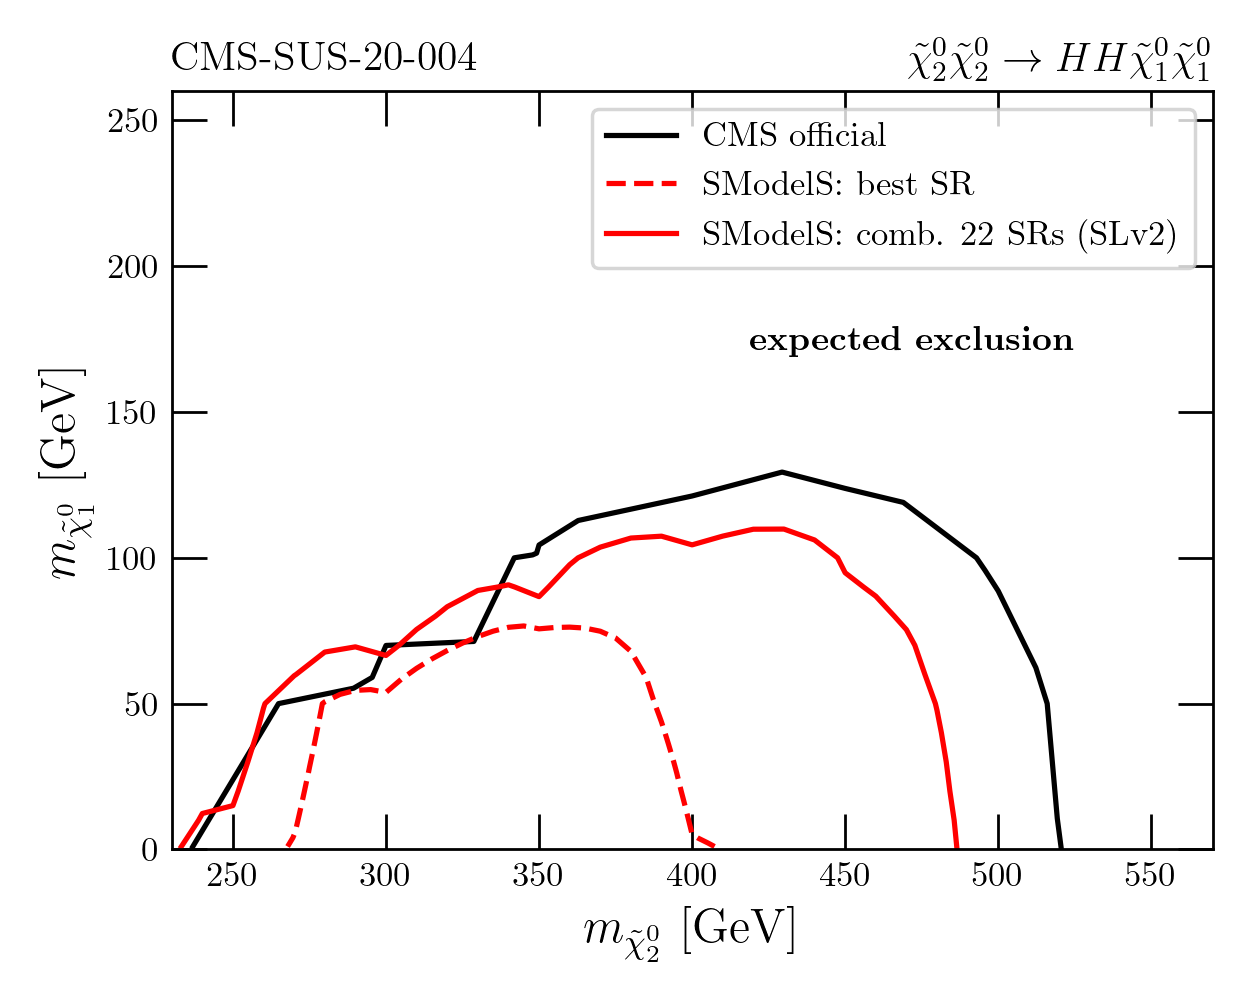 CMS-SUS-20-004
χ̃⁰₂χ̃⁰₂ → HHχ̃⁰₁χ̃⁰₁
CMS official
SModelS: best SR
SModelS: comb. 22 SRs (SLv2)
expected exclusion
250
200
150
100
50
0
m_χ̃⁰₁ [GeV]
250 300 350 400 450 500 550
m_χ̃⁰₂ [GeV]